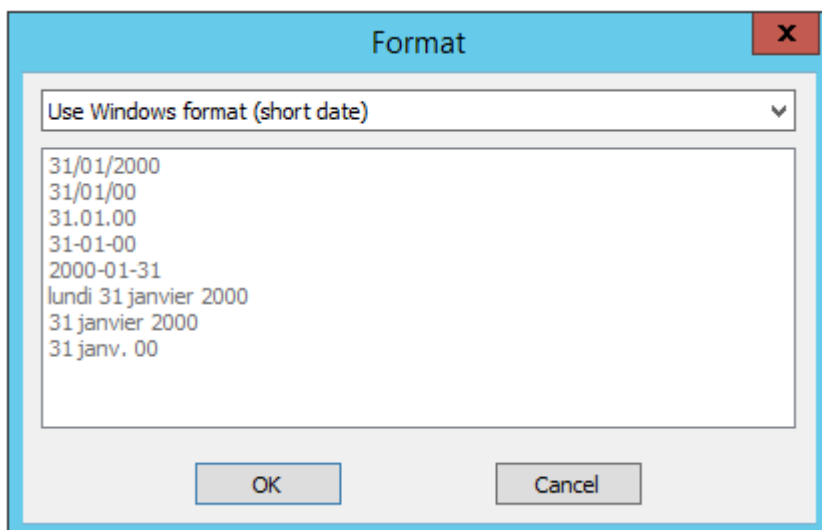 Format
x
Use Windows format (short date)
31/01/2000
31/01/00
31.01.00
31-01-00
2000-01-31
lundi 31 janvier 2000
31 janvier 2000
31 janv. 00
OK Cancel